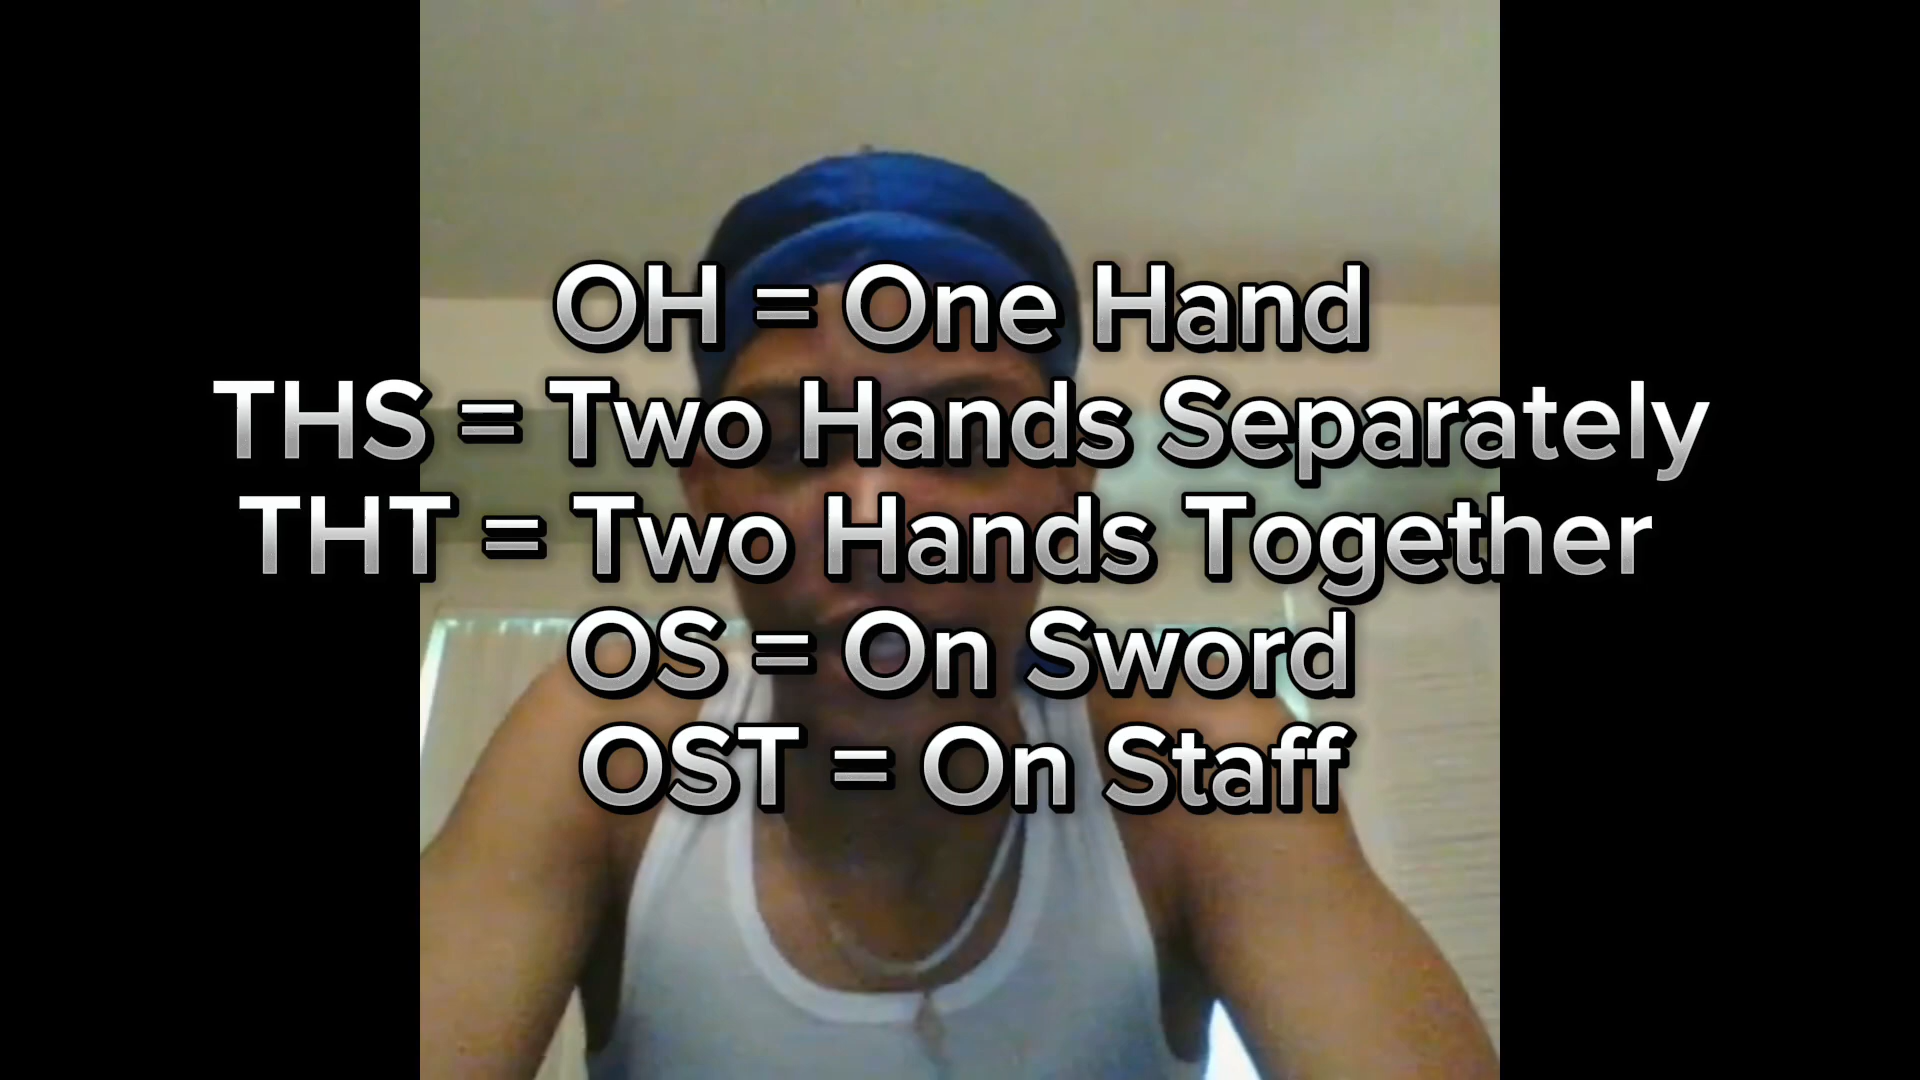 OH = One Hand
THS = Two Hands Separately
THT = Two Hands Together
OS = On Sword
OST = On Staff